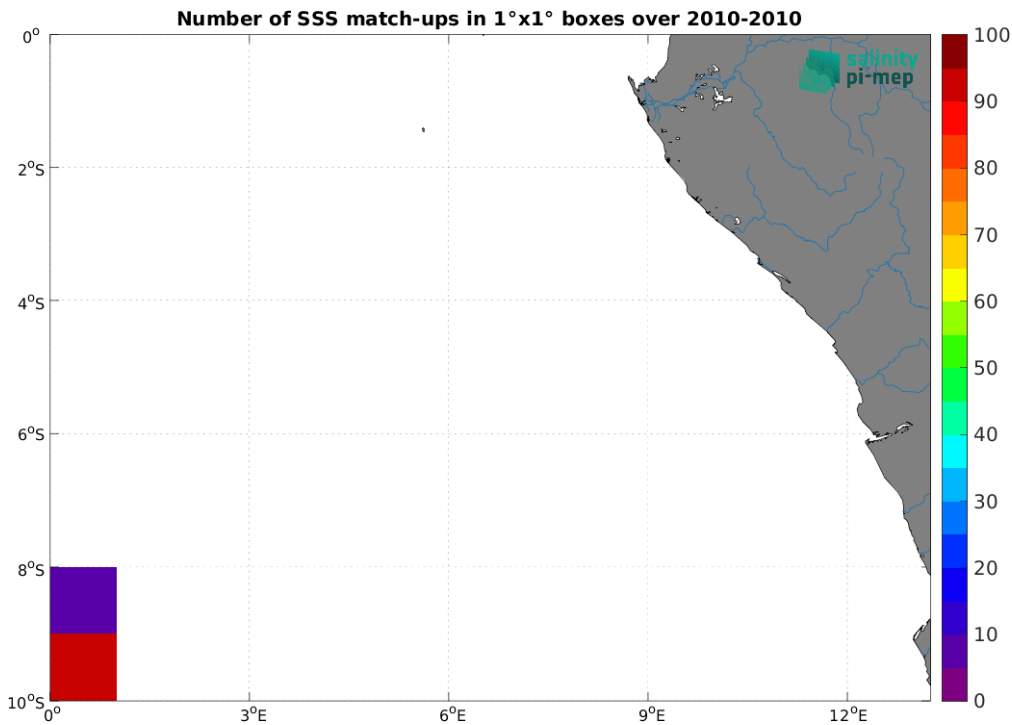 Number of SSS match-ups in 1°x1° boxes over 2010-2010
0°
2°S
4°S
6°S
8°S
10°S
0°
3°E
6°E
9°E
12°E
salinity
pi-mep
100
90
80
70
60
50
40
30
20
10
0